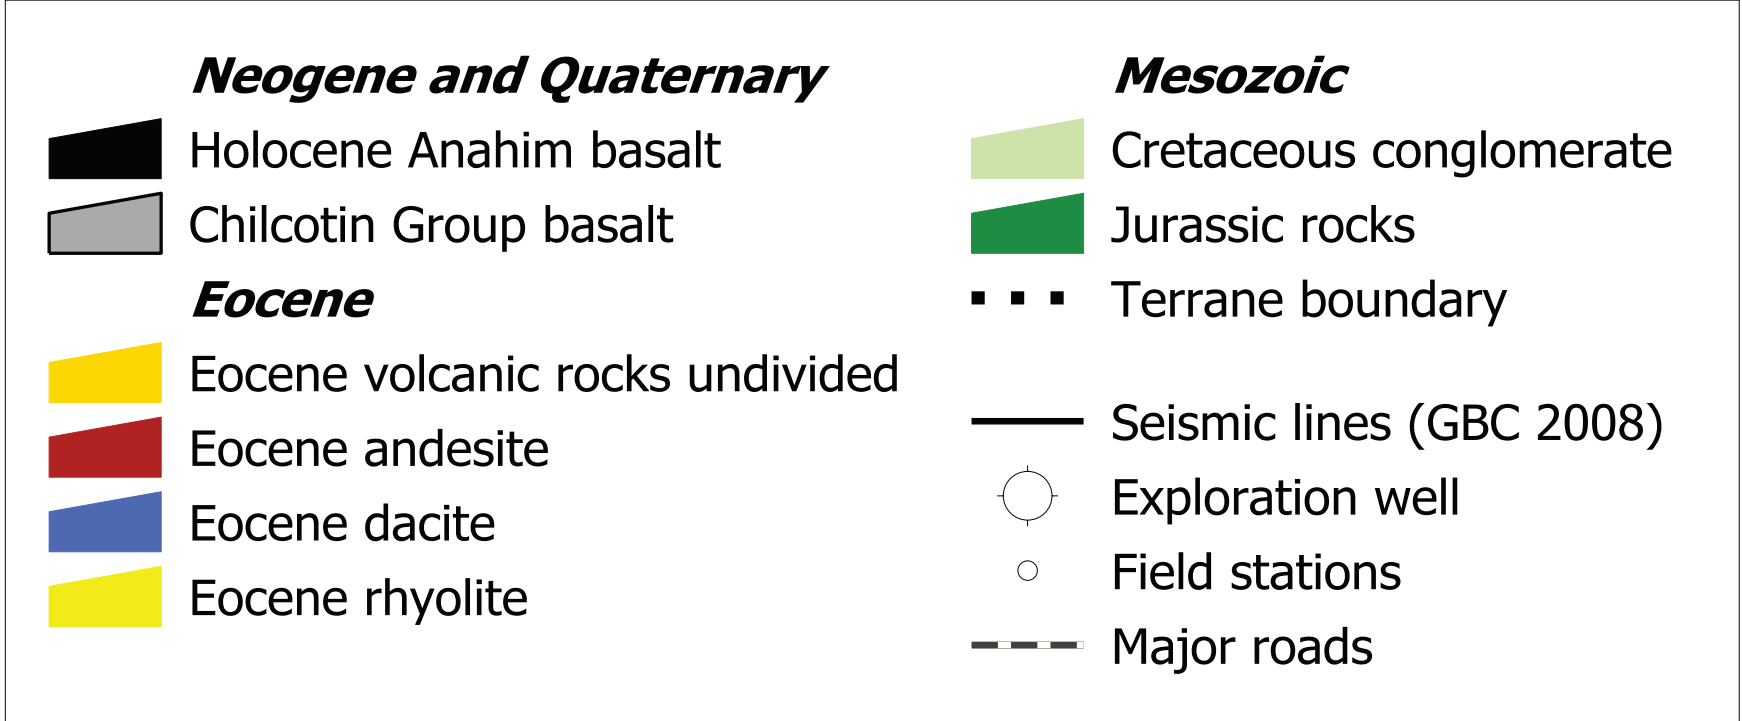 Neogene and Quaternary
Holocene Anahim basalt
Chilcotin Group basalt
Eocene
Eocene volcanic rocks undivided
Eocene andesite
Eocene dacite
Eocene rhyolite
Mesozoic
Cretaceous conglomerate
Jurassic rocks
Terrane boundary
Seismic lines (GBC 2008)
Exploration well
Field stations
Major roads